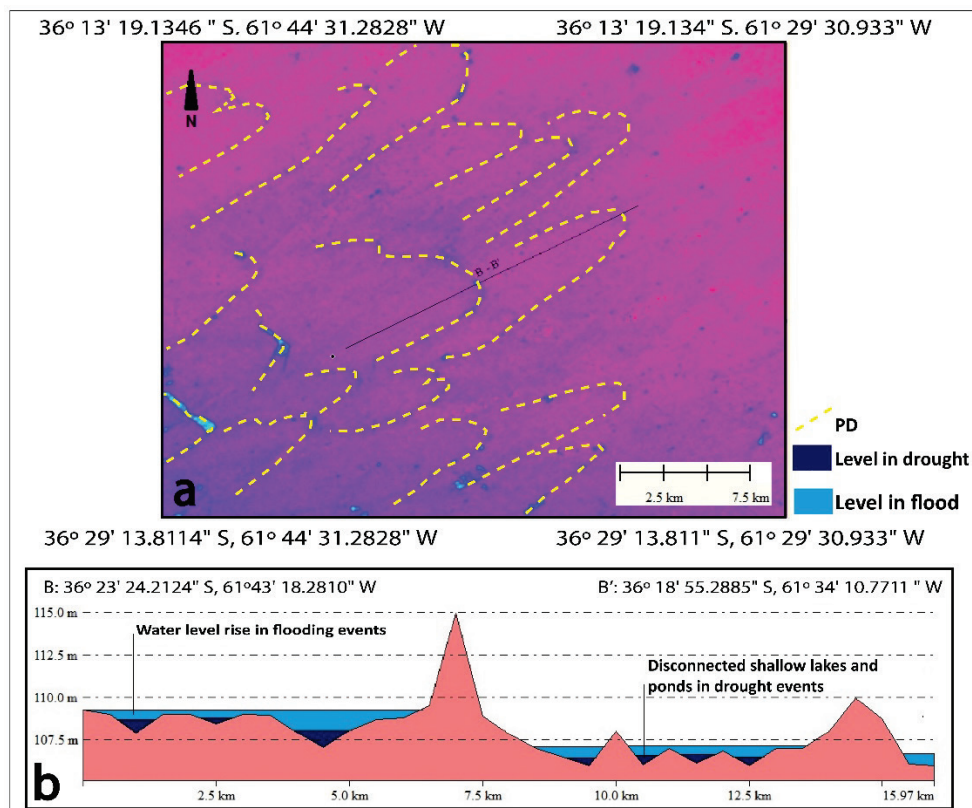 36º 13' 19.1346 " S, 61º 44' 31.2828" W
36º 13' 19.134" S. 61º 29' 30.933" W
N
B - B'
PD
Level in drought
Level in flood
2.5 km
7.5 km
a
36º 29' 13.8114" S, 61º 44' 31.2828" W
36º 29' 13.811" S, 61º 29' 30.933" W
B: 36º 23' 24.2124" S, 61º43' 18.2810" W
B': 36º 18' 55.2885" S, 61º 34' 10.7711 " W
115.0 m
Water level rise in flooding events
112.5 m
Disconnected shallow lakes and
ponds in drought events
110.0 m
107.5 m
b
2.5 km
5.0 km
7.5 km
10.0 km
12.5 km
15.97 km